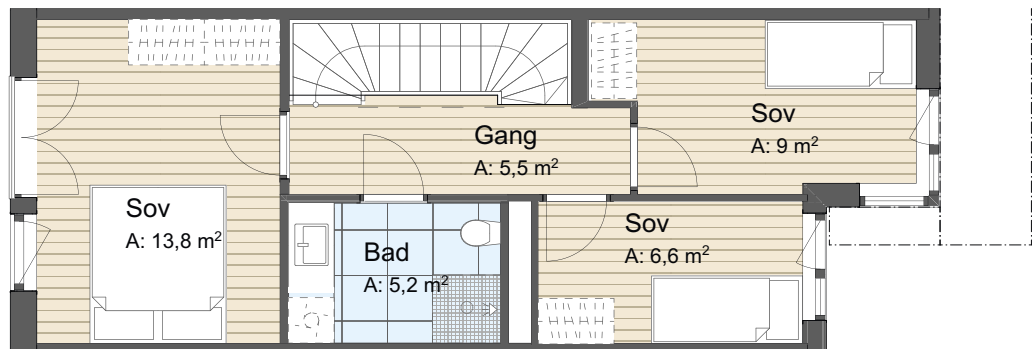 Sov
A: 13,8 m²
Gang
A: 5,5 m²
Sov
A: 9 m²
Bad
A: 5,2 m²
Sov
A: 6,6 m²